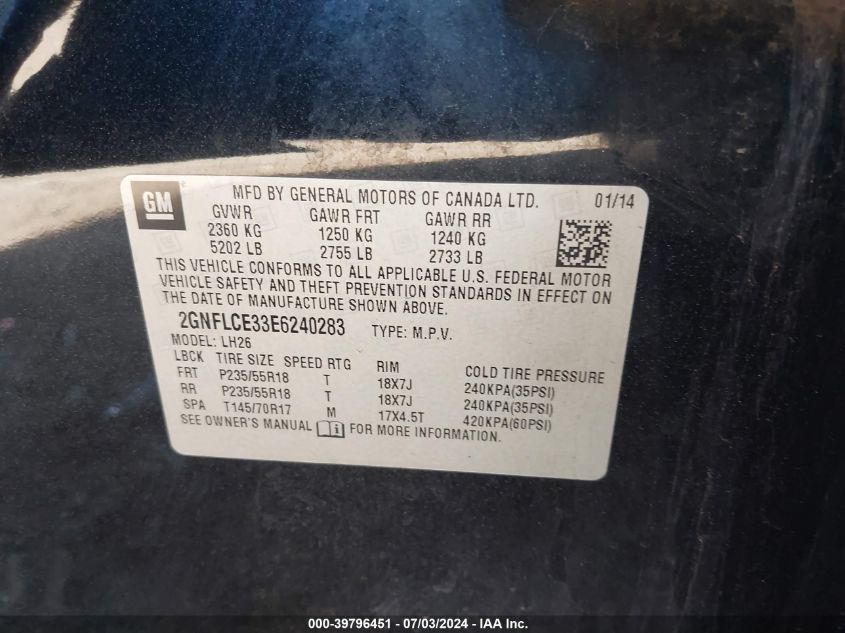 GM MFD BY GENERAL MOTORS OF CANADA LTD. 01/14
GVWR GAWR FRT GAWR RR
2360 KG 1250 KG 1240 KG
5202 LB 2755 LB 2733 LB
THIS VEHICLE CONFORMS TO ALL APPLICABLE U.S. FEDERAL MOTOR
VEHICLE SAFETY AND THEFT PREVENTION STANDARDS IN EFFECT ON
THE DATE OF MANUFACTURE SHOWN ABOVE.
2GNFLCE33E6240283 TYPE: M.P.V.
MODEL: LH26
LBCK TIRE SIZE SPEED RTG RIM COLD TIRE PRESSURE
FRT P235/55R18 T 18X7J 240KPA(35PSI)
RR P235/55R18 T 18X7J 240KPA(35PSI)
SPA T145/70R17 M 17X4.5T 420KPA(60PSI)
SEE OWNER'S MANUAL FOR MORE INFORMATION.
000-39796451 / 07/03/2024 - IAA Inc.